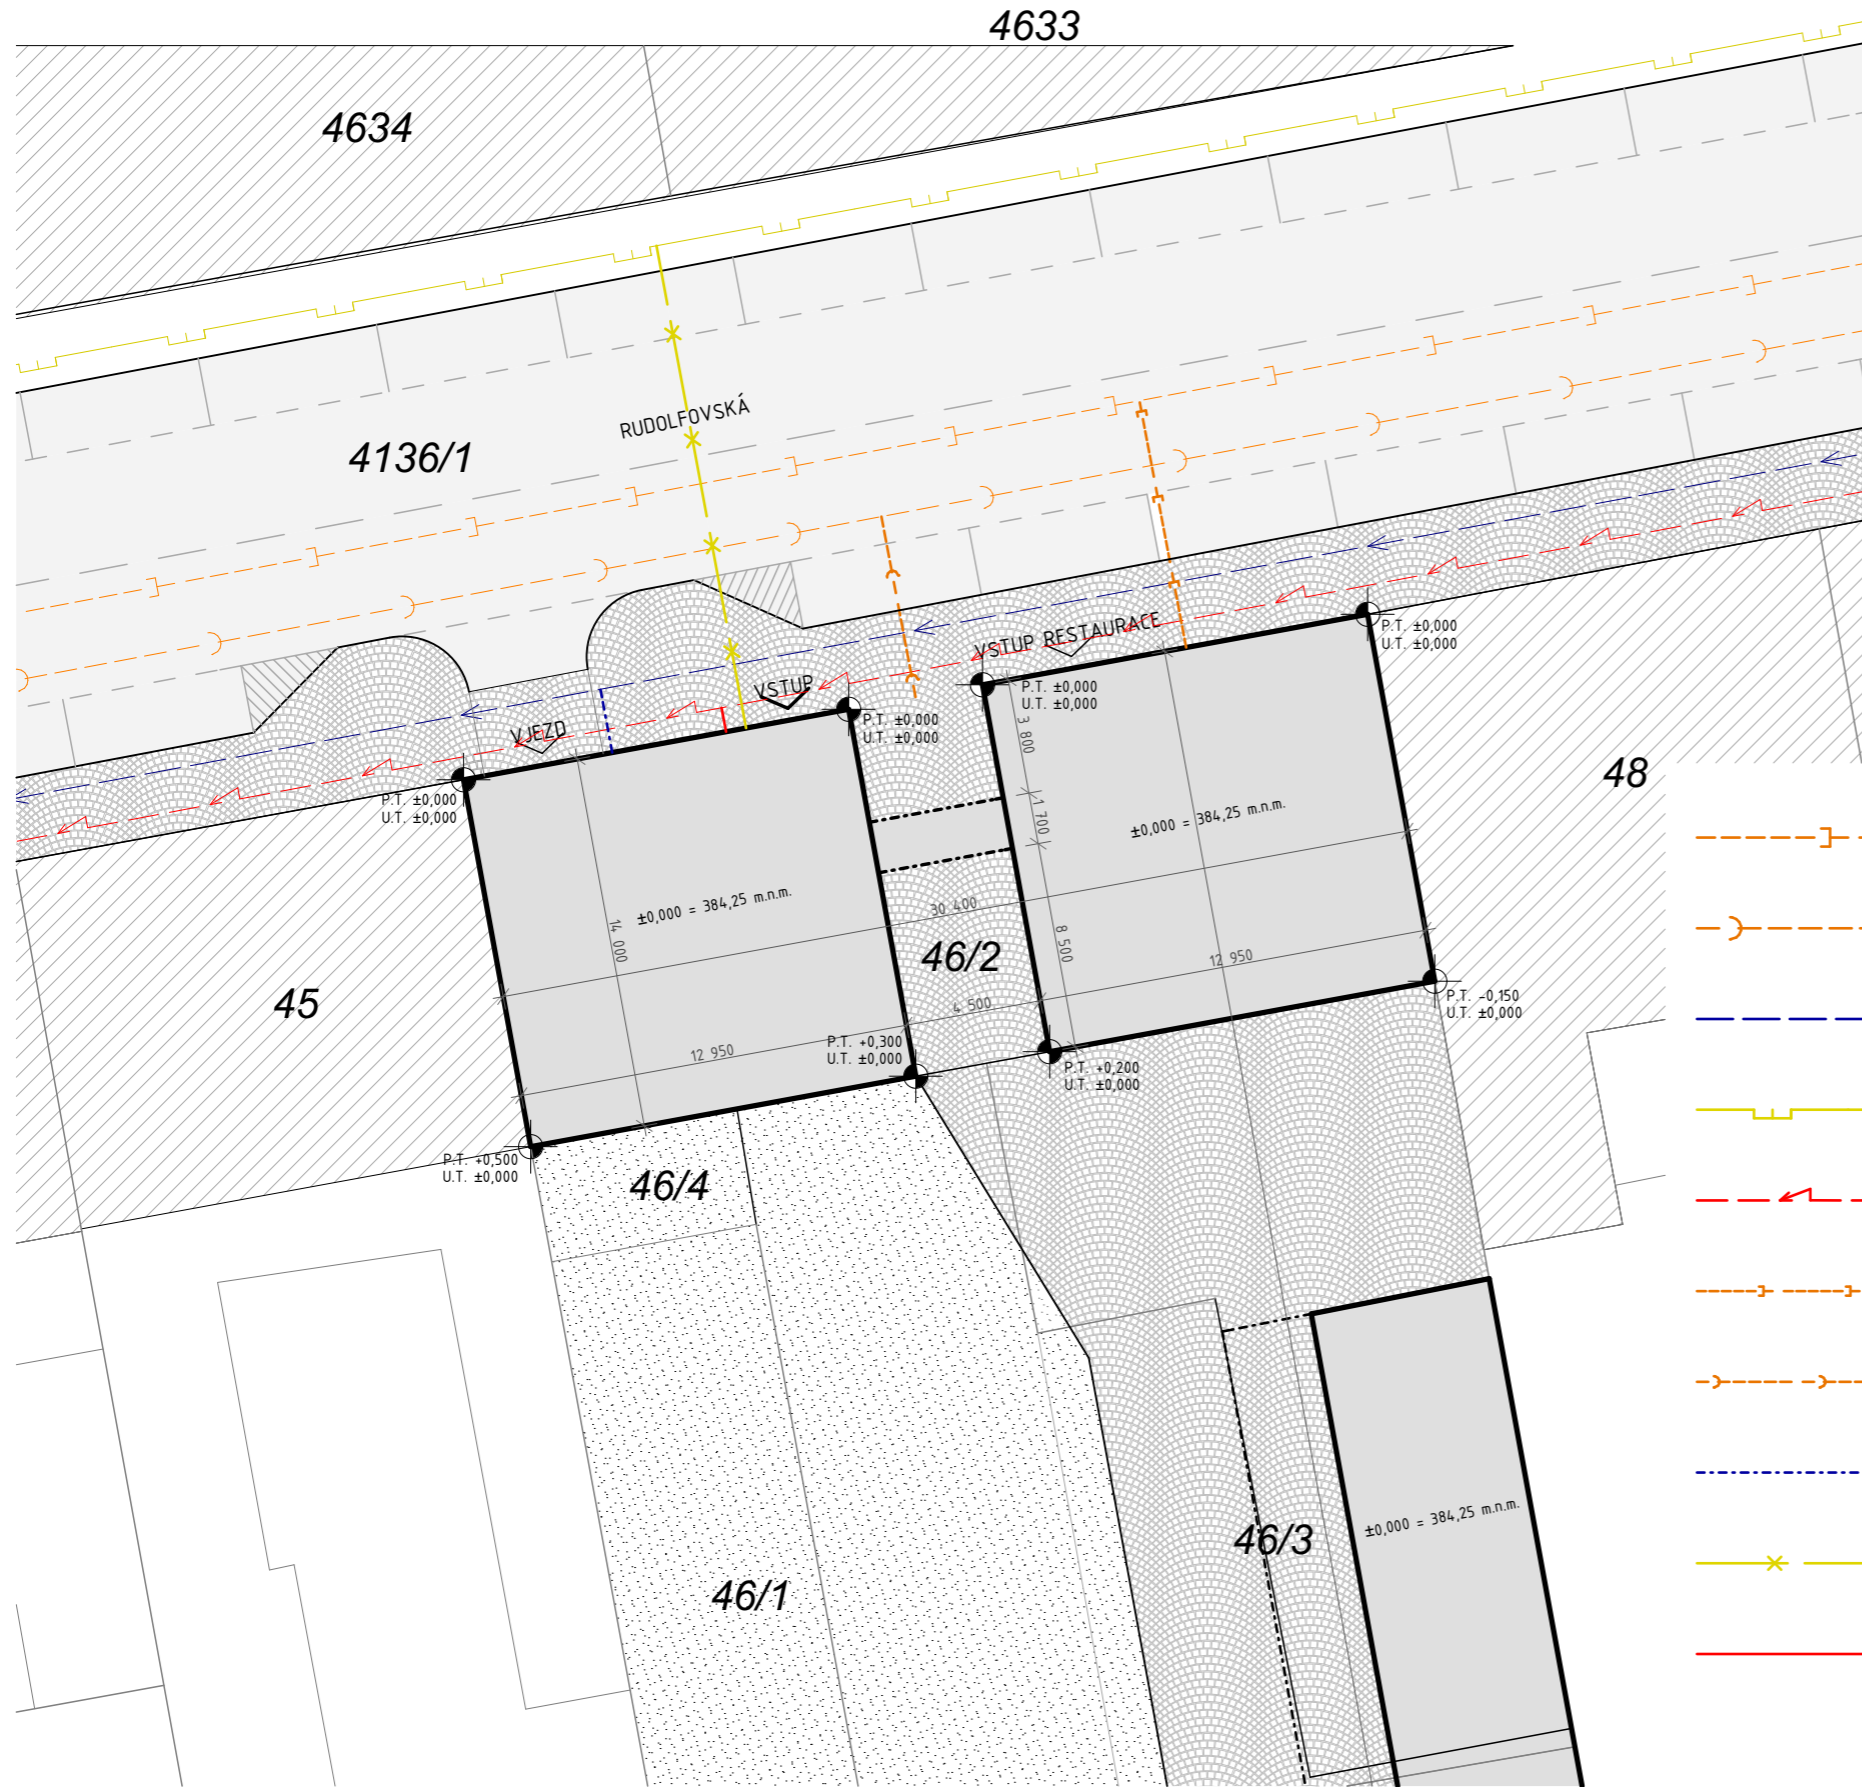 4633
4634
RUDOLFOVSKÁ
4136/1
VSTUP RESTAURACE
P.T. ±0,000
U.T. ±0,000
VSTUP
P.T. ±0,000
U.T. ±0,000
P.T. ±0,000
U.T. ±0,000
VJEZD
3 800
48
P.T. ±0,000
U.T. ±0,000
1 700
±0,000 = 384,25 m.n.m.
±0,000 = 384,25 m.n.m.
30 400
14 000
8 500
46/2
12 950
45
P.T. -0,150
U.T. ±0,000
4 500
12 950
P.T. +0,300
U.T. ±0,000
P.T. +0,200
U.T. ±0,000
P.T. +0,500
U.T. ±0,000
46/4
±0,000 = 384,25 m.n.m.
46/3
46/1